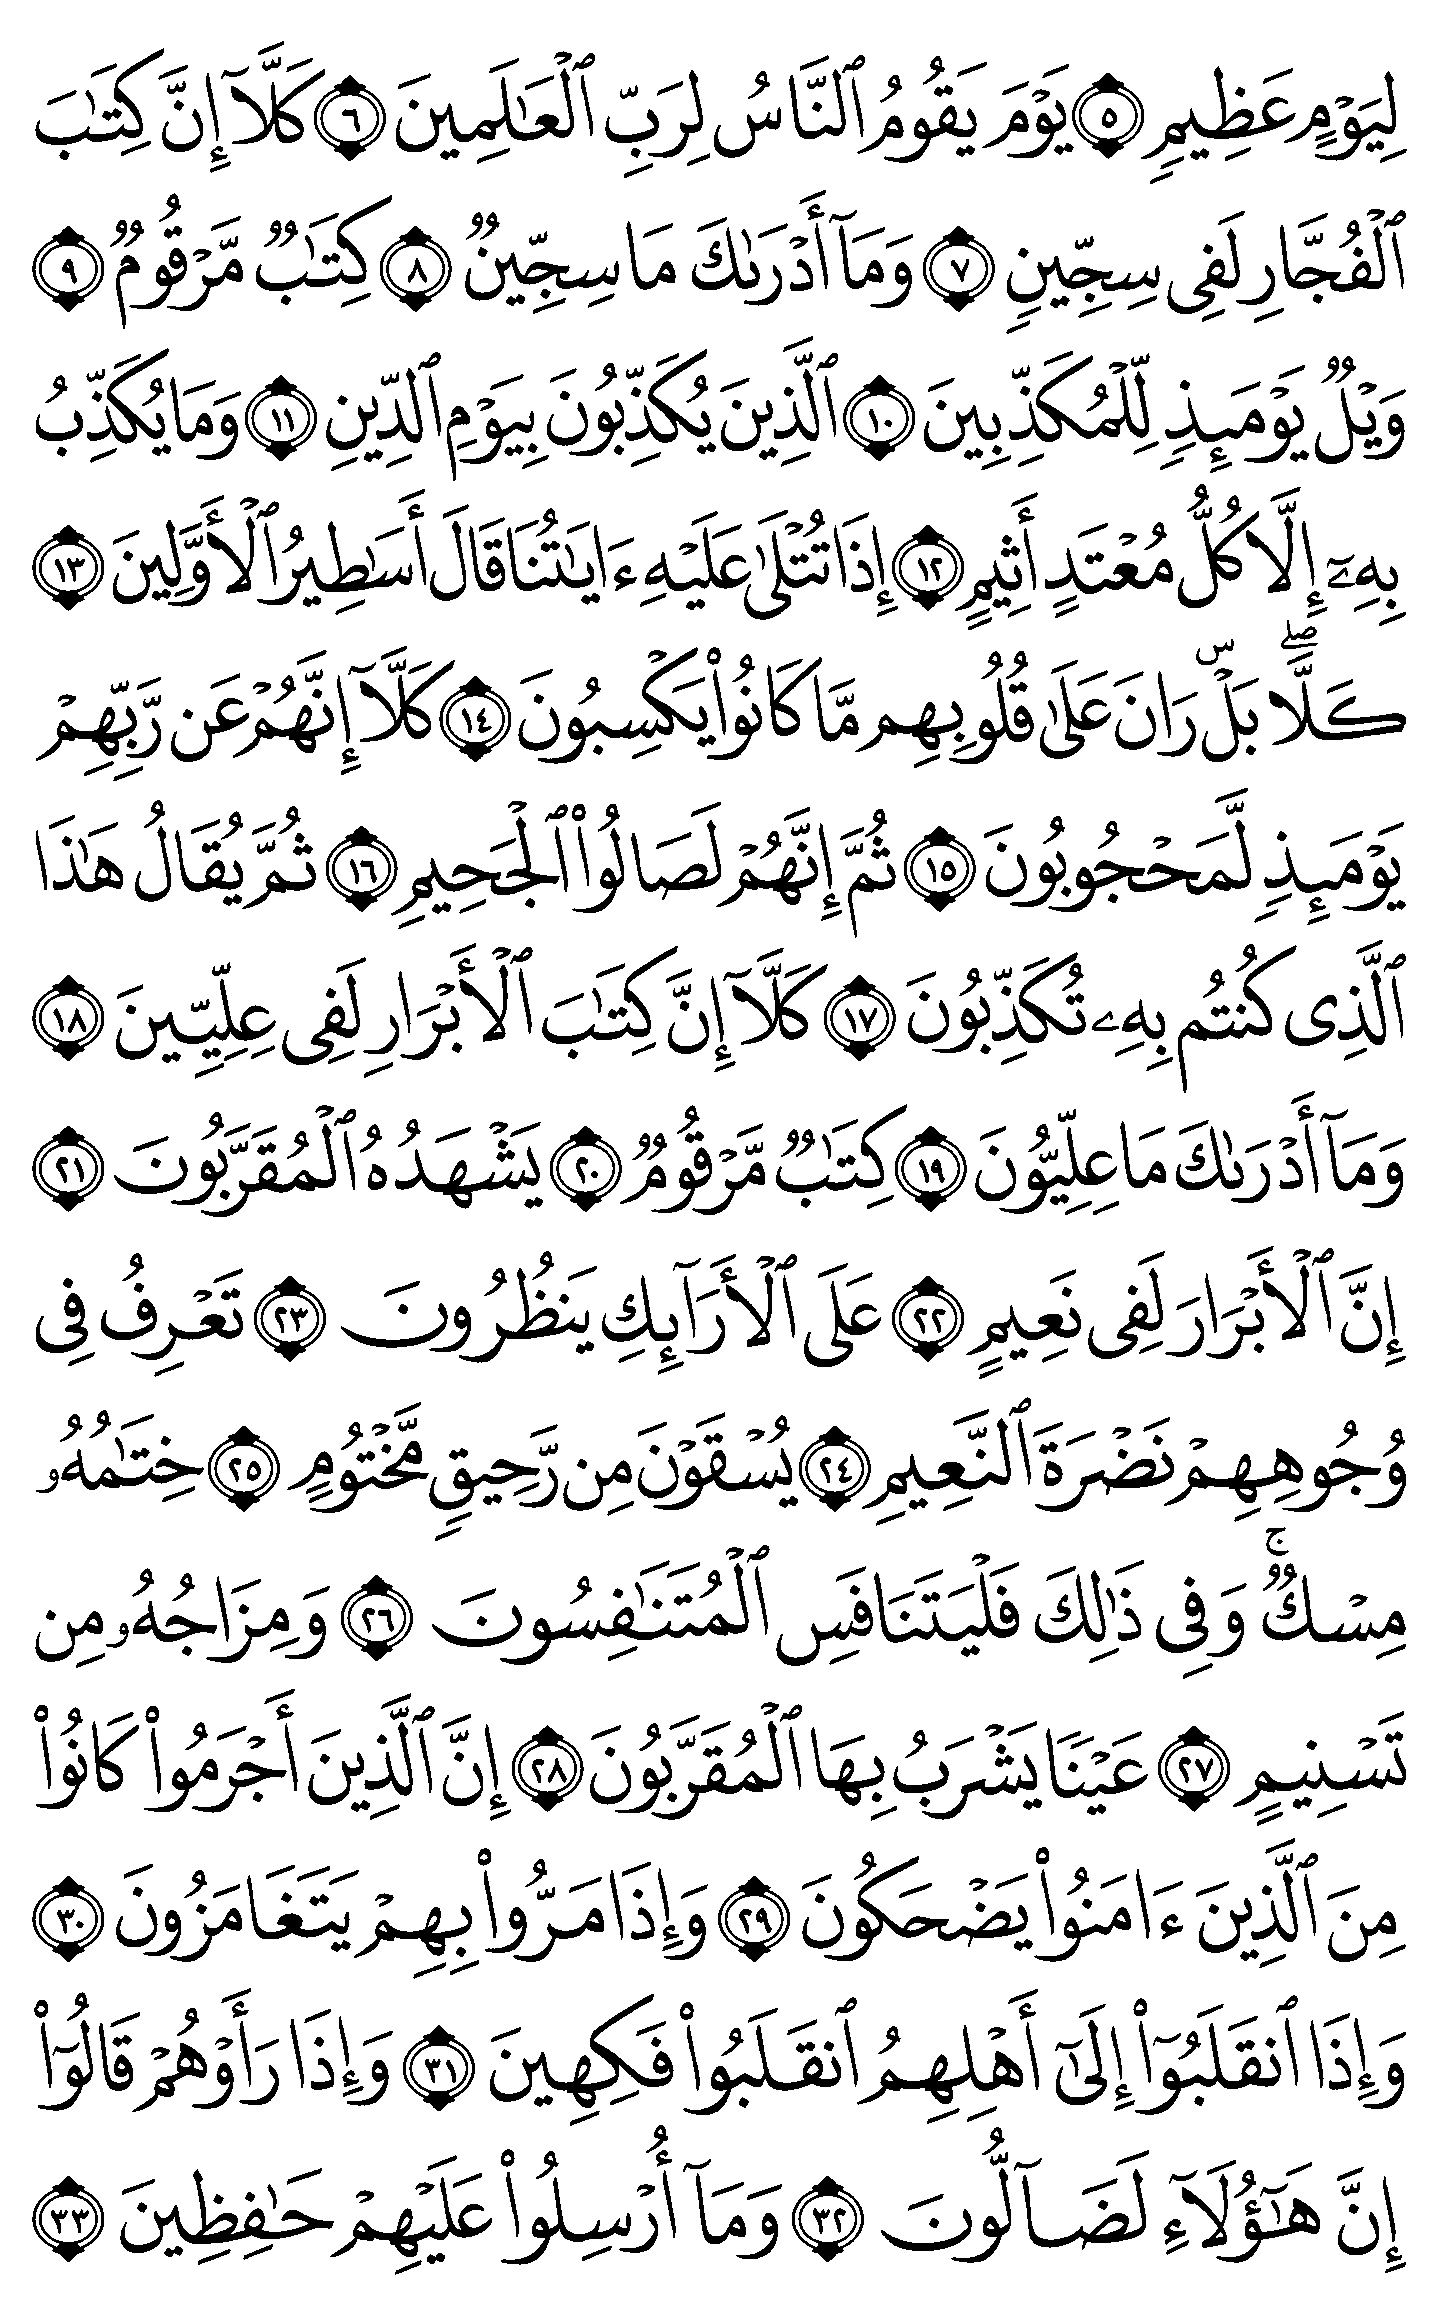 لِيَوْمٍ عَظِيمٍ ٥ يَوْمَ يَقُومُ ٱلنَّاسُ لِرَبِّ ٱلْعَٰلَمِينَ ٦ كَلَّآ إِنَّ كِتَٰبَ
ٱلْفُجَّارِ لَفِى سِجِّينٍ ٧ وَمَآ أَدْرَىٰكَ مَا سِجِّينٌ ٨ كِتَٰبٌ مَّرْقُومٌ ٩
وَيْلٌ يَوْمَئِذٍ لِّلْمُكَذِّبِينَ ١٠ ٱلَّذِينَ يُكَذِّبُونَ بِيَوْمِ ٱلدِّينِ ١١ وَمَا يُكَذِّبُ
بِهِۦٓ إِلَّا كُلُّ مُعْتَدٍ أَثِيمٍ ١٢ إِذَا تُتْلَىٰ عَلَيْهِ ءَايَٰتُنَا قَالَ أَسَٰطِيرُ ٱلْأَوَّلِينَ ١٣
كَلَّا ۖ بَلْ ۜ رَانَ عَلَىٰ قُلُوبِهِم مَّا كَانُوا۟ يَكْسِبُونَ ١٤ كَلَّآ إِنَّهُمْ عَن رَّبِّهِمْ
يَوْمَئِذٍ لَّمَحْجُوبُونَ ١٥ ثُمَّ إِنَّهُمْ لَصَالُوا۟ ٱلْجَحِيمِ ١٦ ثُمَّ يُقَالُ هَٰذَا
ٱلَّذِى كُنتُم بِهِۦ تُكَذِّبُونَ ١٧ كَلَّآ إِنَّ كِتَٰبَ ٱلْأَبْرَارِ لَفِى عِلِّيِّينَ ١٨
وَمَآ أَدْرَىٰكَ مَا عِلِّيُّونَ ١٩ كِتَٰبٌ مَّرْقُومٌ ٢٠ يَشْهَدُهُ ٱلْمُقَرَّبُونَ ٢١
إِنَّ ٱلْأَبْرَارَ لَفِى نَعِيمٍ ٢٢ عَلَى ٱلْأَرَآئِكِ يَنظُرُونَ ٢٣ تَعْرِفُ فِى
وُجُوهِهِمْ نَضْرَةَ ٱلنَّعِيمِ ٢٤ يُسْقَوْنَ مِن رَّحِيقٍ مَّخْتُومٍ ٢٥ خِتَٰمُهُۥ
مِسْكٌ ۚ وَفِى ذَٰلِكَ فَلْيَتَنَافَسِ ٱلْمُتَنَٰفِسُونَ ٢٦ وَمِزَاجُهُۥ مِن
تَسْنِيمٍ ٢٧ عَيْنًا يَشْرَبُ بِهَا ٱلْمُقَرَّبُونَ ٢٨ إِنَّ ٱلَّذِينَ أَجْرَمُوا۟ كَانُوا۟
مِنَ ٱلَّذِينَ ءَامَنُوا۟ يَضْحَكُونَ ٢٩ وَإِذَا مَرُّوا۟ بِهِمْ يَتَغَامَزُونَ ٣٠
وَإِذَا ٱنقَلَبُوٓا۟ إِلَىٰٓ أَهْلِهِمُ ٱنقَلَبُوا۟ فَكِهِينَ ٣١ وَإِذَا رَأَوْهُمْ قَالُوٓا۟
إِنَّ هَٰٓؤُلَآءِ لَضَآلُّونَ ٣٢ وَمَآ أُرْسِلُوا۟ عَلَيْهِمْ حَٰفِظِينَ ٣٣